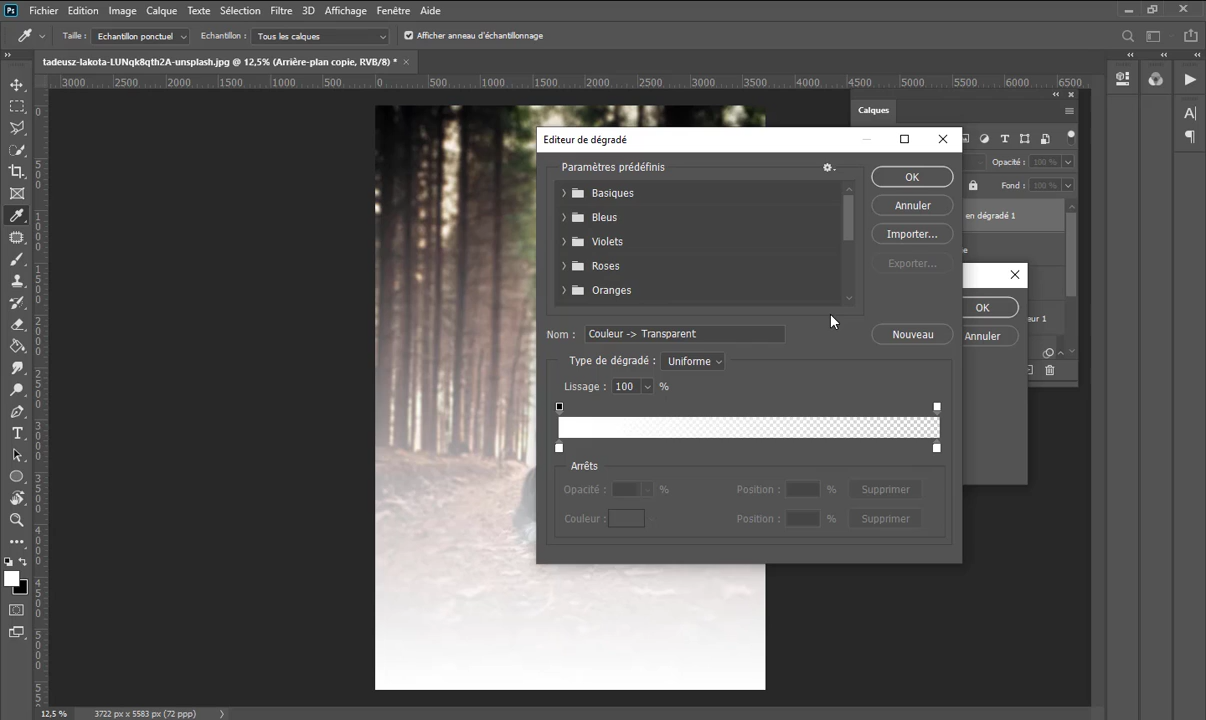 Ps Fichier Edition Image Calque Texte Sélection Filtre 3D Affichage Fenêtre Aide
Taille : Echantillon ponctuel Echantillon : Tous les calques Afficher anneau d'échantillonnage
tadeusz-lakota-LUNqk8qth2A-unsplash.jpg @ 12,5% (Arrière-plan copie, RVB/8) * ×
3000 2500 2000 1500 1000 500 0 500 1000 1500 2000 2500 3000 3500 4000 4500 5000 5500 6000 6500
Calques
Editeur de dégradé
Paramètres prédéfinis
Basiques
Bleus
Violets
Roses
Oranges
OK
Annuler
Importer...
Exporter...
Opacité : 100 %
Fond : 100 %
en dégradé 1
OK
Annuler
ur 1
Nom : Couleur -> Transparent
Nouveau
Type de dégradé : Uniforme
Lissage : 100 %
Arrêts
Opacité : % Position : % Supprimer
Couleur : Position : % Supprimer
12,5 % 3722 px x 5583 px (72 ppp)